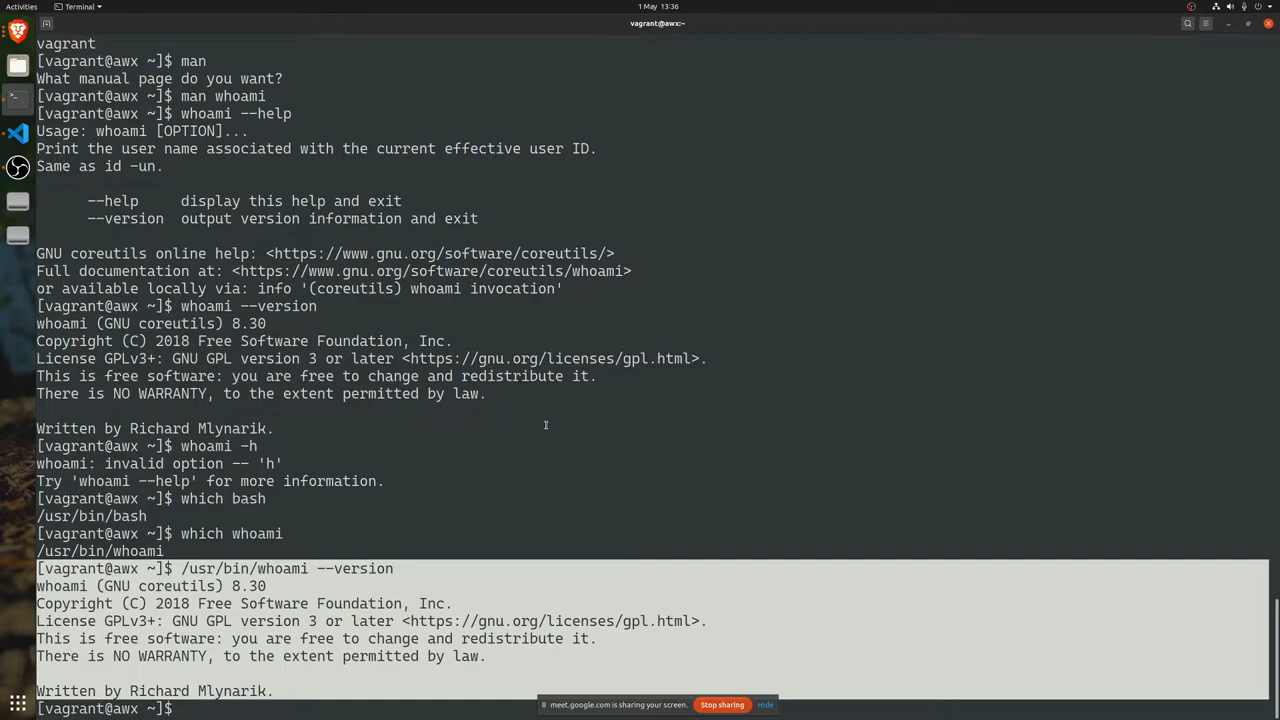 Activities
Terminal
1 May 13:36
vagrant@awx:~
vagrant
[vagrant@awx ~]$ man
What manual page do you want?
[vagrant@awx ~]$ man whoami
[vagrant@awx ~]$ whoami --help
Usage: whoami [OPTION]...
Print the user name associated with the current effective user ID.
Same as id -un.
--help     display this help and exit
--version  output version information and exit
GNU coreutils online help: <https://www.gnu.org/software/coreutils/>
Full documentation at: <https://www.gnu.org/software/coreutils/whoami>
or available locally via: info '(coreutils) whoami invocation'
[vagrant@awx ~]$ whoami --version
whoami (GNU coreutils) 8.30
Copyright (C) 2018 Free Software Foundation, Inc.
License GPLv3+: GNU GPL version 3 or later <https://gnu.org/licenses/gpl.html>.
This is free software: you are free to change and redistribute it.
There is NO WARRANTY, to the extent permitted by law.
Written by Richard Mlynarik.
[vagrant@awx ~]$ whoami -h
whoami: invalid option -- 'h'
Try 'whoami --help' for more information.
[vagrant@awx ~]$ which bash
/usr/bin/bash
[vagrant@awx ~]$ which whoami
/usr/bin/whoami
[vagrant@awx ~]$ /usr/bin/whoami --version
whoami (GNU coreutils) 8.30
Copyright (C) 2018 Free Software Foundation, Inc.
License GPLv3+: GNU GPL version 3 or later <https://gnu.org/licenses/gpl.html>.
This is free software: you are free to change and redistribute it.
There is NO WARRANTY, to the extent permitted by law.
Written by Richard Mlynarik.
meet.google.com is sharing your screen. Stop sharing Hide
[vagrant@awx ~]$